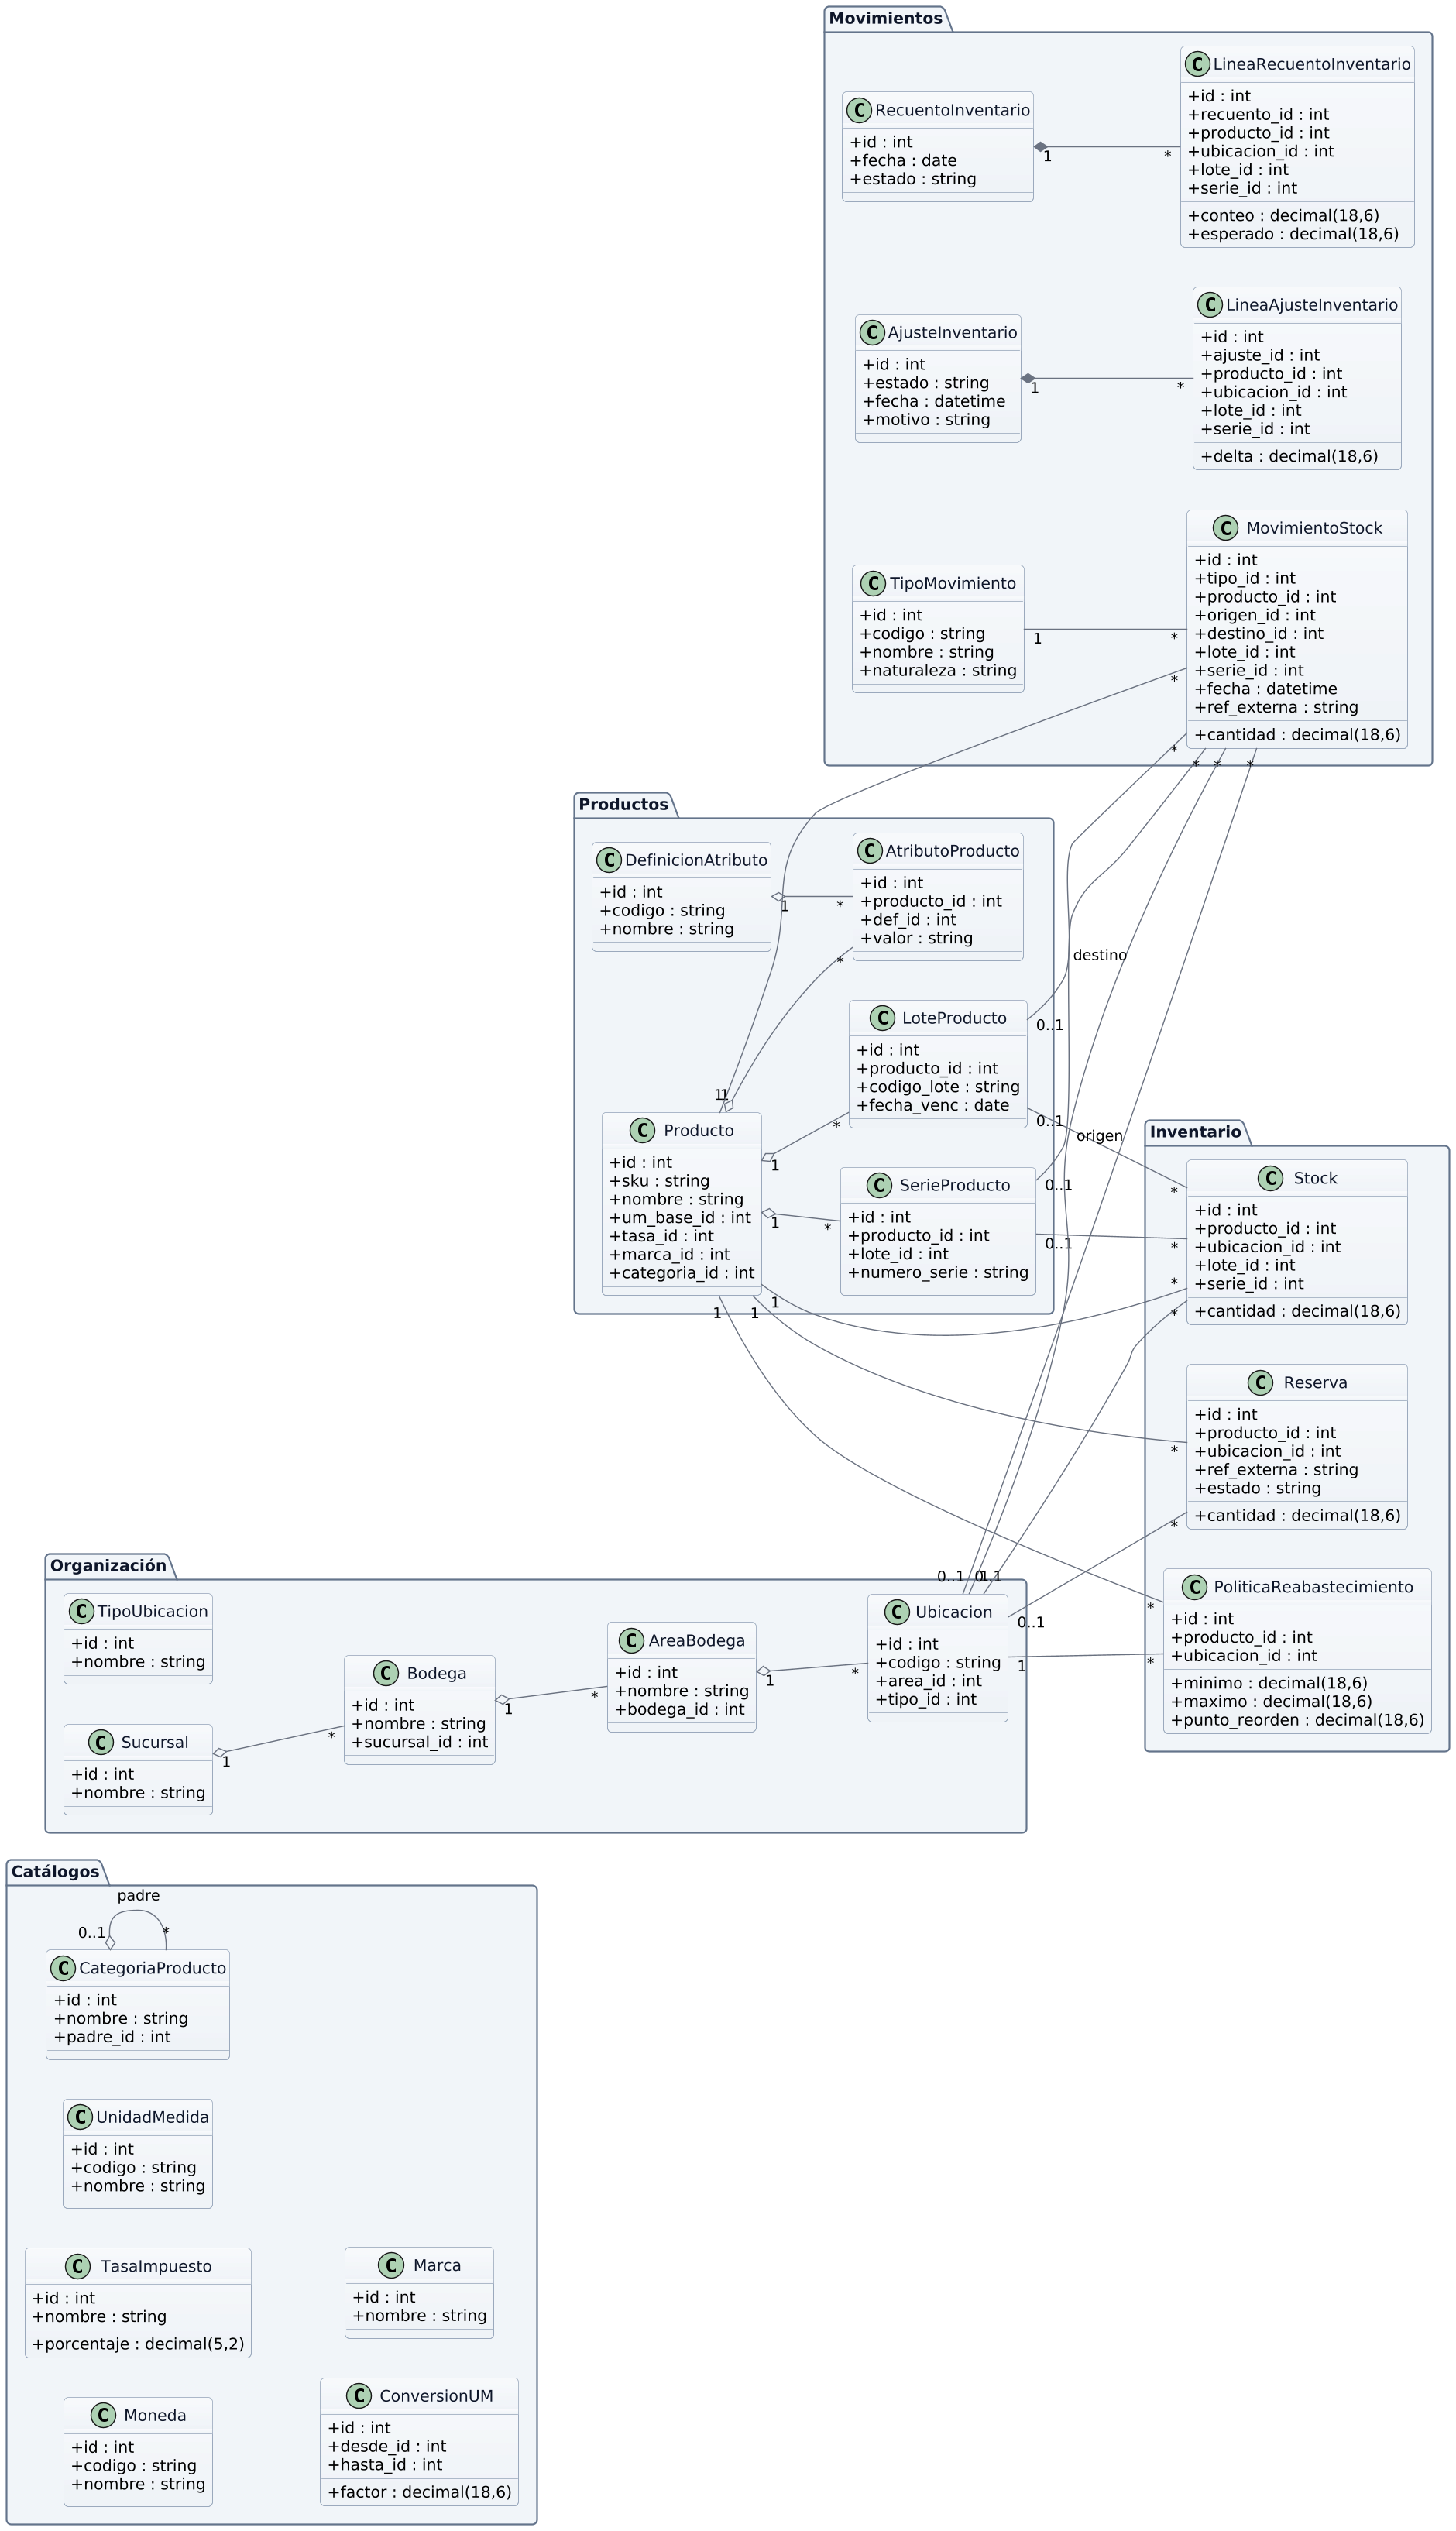 Movimientos
RecuentoInventario
+id : int
+fecha : date
+estado : string
1
*
LineaRecuentoInventario
+id : int
+recuento_id : int
+producto_id : int
+ubicacion_id : int
+lote_id : int
+serie_id : int
+conteo : decimal(18,6)
+esperado : decimal(18,6)
AjusteInventario
+id : int
+estado : string
+fecha : datetime
+motivo : string
1
*
LineaAjusteInventario
+id : int
+ajuste_id : int
+producto_id : int
+ubicacion_id : int
+lote_id : int
+serie_id : int
+delta : decimal(18,6)
TipoMovimiento
+id : int
+codigo : string
+nombre : string
+naturaleza : string
1
*
MovimientoStock
+id : int
+tipo_id : int
+producto_id : int
+origen_id : int
+destino_id : int
+lote_id : int
+serie_id : int
+fecha : datetime
+ref_externa : string
+cantidad : decimal(18,6)
*
*
*
*
*
Productos
DefinicionAtributo
+id : int
+codigo : string
+nombre : string
1
*
AtributoProducto
+id : int
+producto_id : int
+def_id : int
+valor : string
*
destino
LoteProducto
+id : int
+producto_id : int
+codigo_lote : string
+fecha_venc : date
0..1
0..1
origen
1
1
Producto
+id : int
+sku : string
+nombre : string
+um_base_id : int
+tasa_id : int
+marca_id : int
+categoria_id : int
1
*
1
*
1
1
1
SerieProducto
+id : int
+producto_id : int
+lote_id : int
+numero_serie : string
0..1
0..1
Inventario
Stock
+id : int
+producto_id : int
+ubicacion_id : int
+lote_id : int
+serie_id : int
+cantidad : decimal(18,6)
*
*
*
*
Reserva
+id : int
+producto_id : int
+ubicacion_id : int
+ref_externa : string
+estado : string
+cantidad : decimal(18,6)
*
*
PoliticaReabastecimiento
+id : int
+producto_id : int
+ubicacion_id : int
+minimo : decimal(18,6)
+maximo : decimal(18,6)
+punto_reorden : decimal(18,6)
*
*
Organización
TipoUbicacion
+id : int
+nombre : string
Sucursal
+id : int
+nombre : string
1
*
Bodega
+id : int
+nombre : string
+sucursal_id : int
1
*
AreaBodega
+id : int
+nombre : string
+bodega_id : int
1
*
0..1
0..1
1
Ubicacion
+id : int
+codigo : string
+area_id : int
+tipo_id : int
0..1
1
Catálogos
padre
0..1
*
CategoriaProducto
+id : int
+nombre : string
+padre_id : int
UnidadMedida
+id : int
+codigo : string
+nombre : string
TasaImpuesto
+id : int
+nombre : string
+porcentaje : decimal(5,2)
Marca
+id : int
+nombre : string
Moneda
+id : int
+codigo : string
+nombre : string
ConversionUM
+id : int
+desde_id : int
+hasta_id : int
+factor : decimal(18,6)